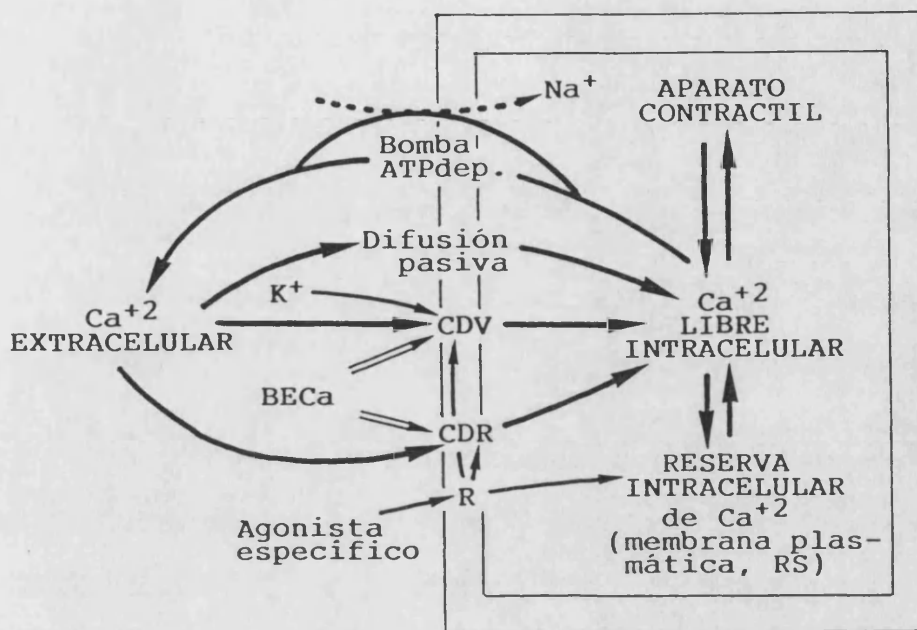 Na+
APARATO
CONTRACTIL
Bomba
ATPdep.
Difusión
pasiva
K+
Ca+2
EXTRACELULAR
CDV
Ca+2
LIBRE
INTRACELULAR
BECa
CDR
R
Agonista
especifico
RESERVA
INTRACELULAR
de Ca+2
(membrana plas-
mática, RS)